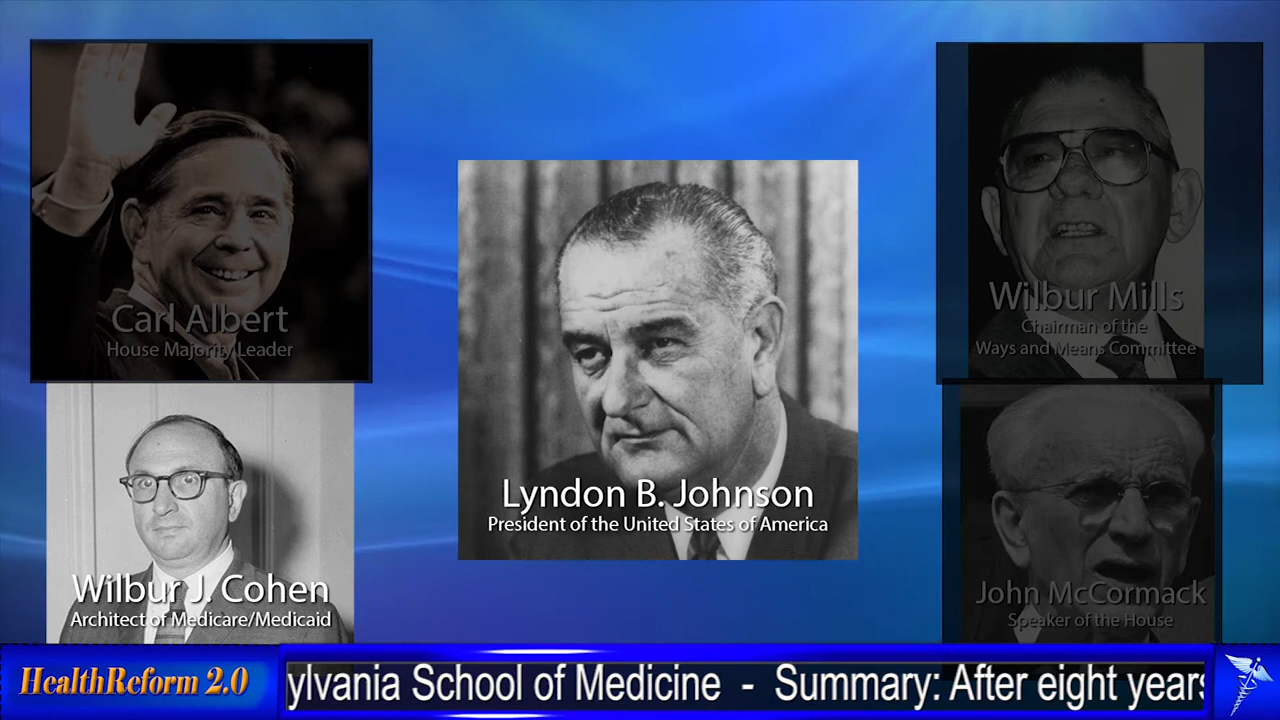 Carl Albert
House Majority Leader
Wilbur Mills
Chairman of the
Ways and Means Committee
Lyndon B. Johnson
President of the United States of America
Wilbur J. Cohen
Architect of Medicare/Medicaid
John McCormack
Speaker of the House
HealthReform 2.0
ylvania School of Medicine - Summary: After eight years